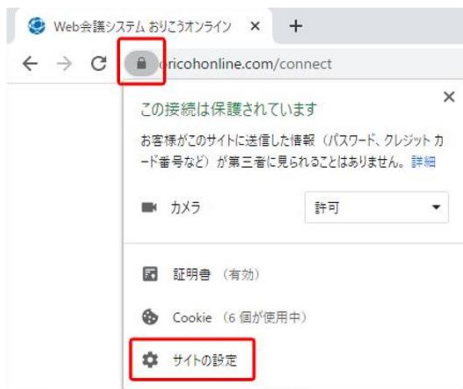 Web会議システム おりこうオンライン
oricohonline.com/connect
この接続は保護されています
お客様がこのサイトに送信した情報（パスワード、クレジット カ
ード番号など）が第三者に見られることはありません。 詳細
カメラ
許可
証明書 （有効）
Cookie （6 個が使用中）
サイトの設定